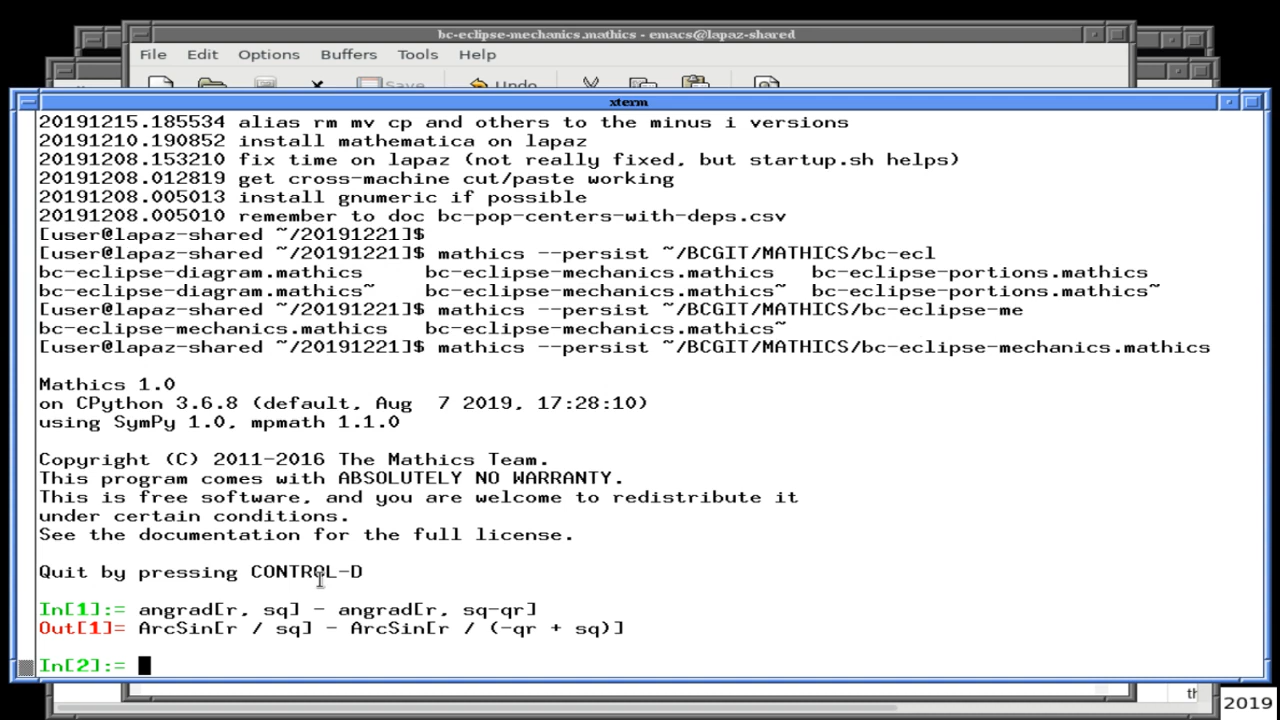 bc-eclipse-mechanics.mathics - emacs@lapaz-shared
File Edit Options Buffers Tools Help
Save Undo
xterm
20191215.185534 alias rm mv cp and others to the minus i versions
20191210.190852 install mathematica on lapaz
20191208.153210 fix time on lapaz (not really fixed, but startup.sh helps)
20191208.012819 get cross-machine cut/paste working
20191208.005013 install gnumeric if possible
20191208.005010 remember to doc bc-pop-centers-with-deps.csv
[user@lapaz-shared ~/20191221]$
[user@lapaz-shared ~/20191221]$ mathics --persist ~/BCGIT/MATHICS/bc-ecl
bc-eclipse-diagram.mathics bc-eclipse-mechanics.mathics bc-eclipse-portions.mathics
bc-eclipse-diagram.mathics~ bc-eclipse-mechanics.mathics~ bc-eclipse-portions.mathics~
[user@lapaz-shared ~/20191221]$ mathics --persist ~/BCGIT/MATHICS/bc-eclipse-me
bc-eclipse-mechanics.mathics bc-eclipse-mechanics.mathics~
[user@lapaz-shared ~/20191221]$ mathics --persist ~/BCGIT/MATHICS/bc-eclipse-mechanics.mathics
Mathics 1.0
on CPython 3.6.8 (default, Aug 7 2019, 17:28:10)
using SymPy 1.0, mpmath 1.1.0
Copyright (C) 2011-2016 The Mathics Team.
This program comes with ABSOLUTELY NO WARRANTY.
This is free software, and you are welcome to redistribute it
under certain conditions.
See the documentation for the full license.
Quit by pressing CONTROL-D
In[1]:= angrad[r, sq] - angrad[r, sq-qr]
Out[1]= ArcSin[r / sq] - ArcSin[r / (-qr + sq)]
In[2]:=
2019